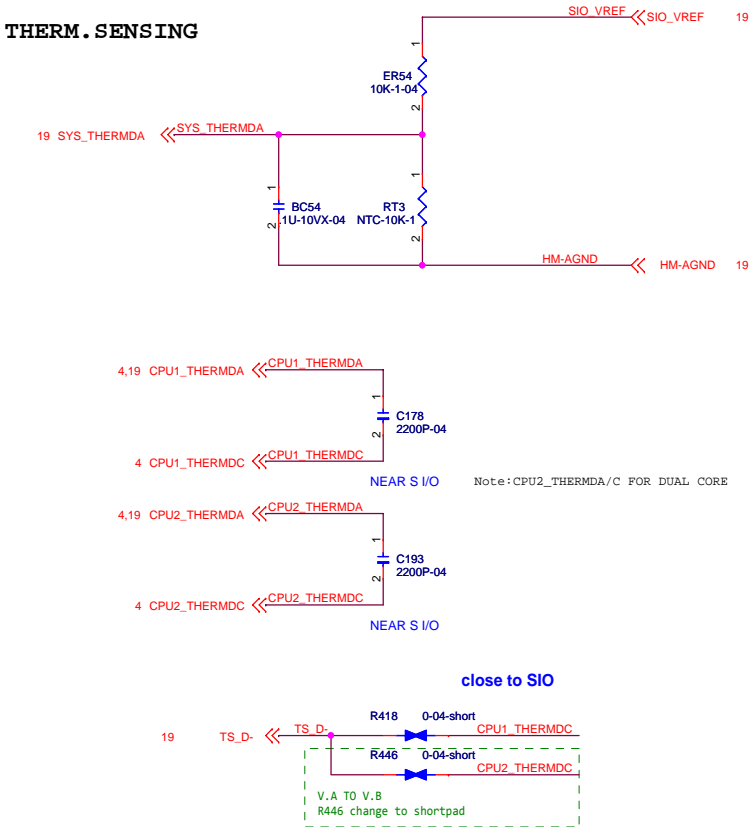 THERM.SENSING
SIO_VREF SIO_VREF 19
1
ER54
10K-1-04
2
19 SYS_THERMDA SYS_THERMDA
1 1
BC54 RT3
.1U-10VX-04 NTC-10K-1
2 2
HM-AGND HM-AGND 19
4,19 CPU1_THERMDA CPU1_THERMDA
1
C178
2200P-04
2
4 CPU1_THERMDC CPU1_THERMDC
NEAR S I/O Note:CPU2_THERMDA/C FOR DUAL CORE
4,19 CPU2_THERMDA CPU2_THERMDA
1
C193
2200P-04
2
4 CPU2_THERMDC CPU2_THERMDC
NEAR S I/O
close to SIO
R418 0-04-short
19 TS_D- TS_D- CPU1_THERMDC
R446 0-04-short
CPU2_THERMDC
V.A TO V.B
R446 change to shortpad